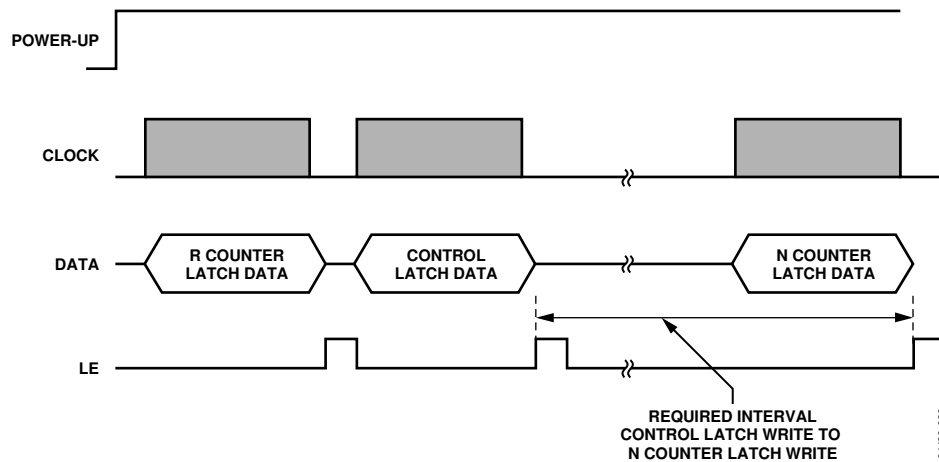 POWER-UP
CLOCK
DATA
R COUNTER
LATCH DATA
CONTROL
LATCH DATA
N COUNTER
LATCH DATA
LE
REQUIRED INTERVAL
CONTROL LATCH WRITE TO
N COUNTER LATCH WRITE